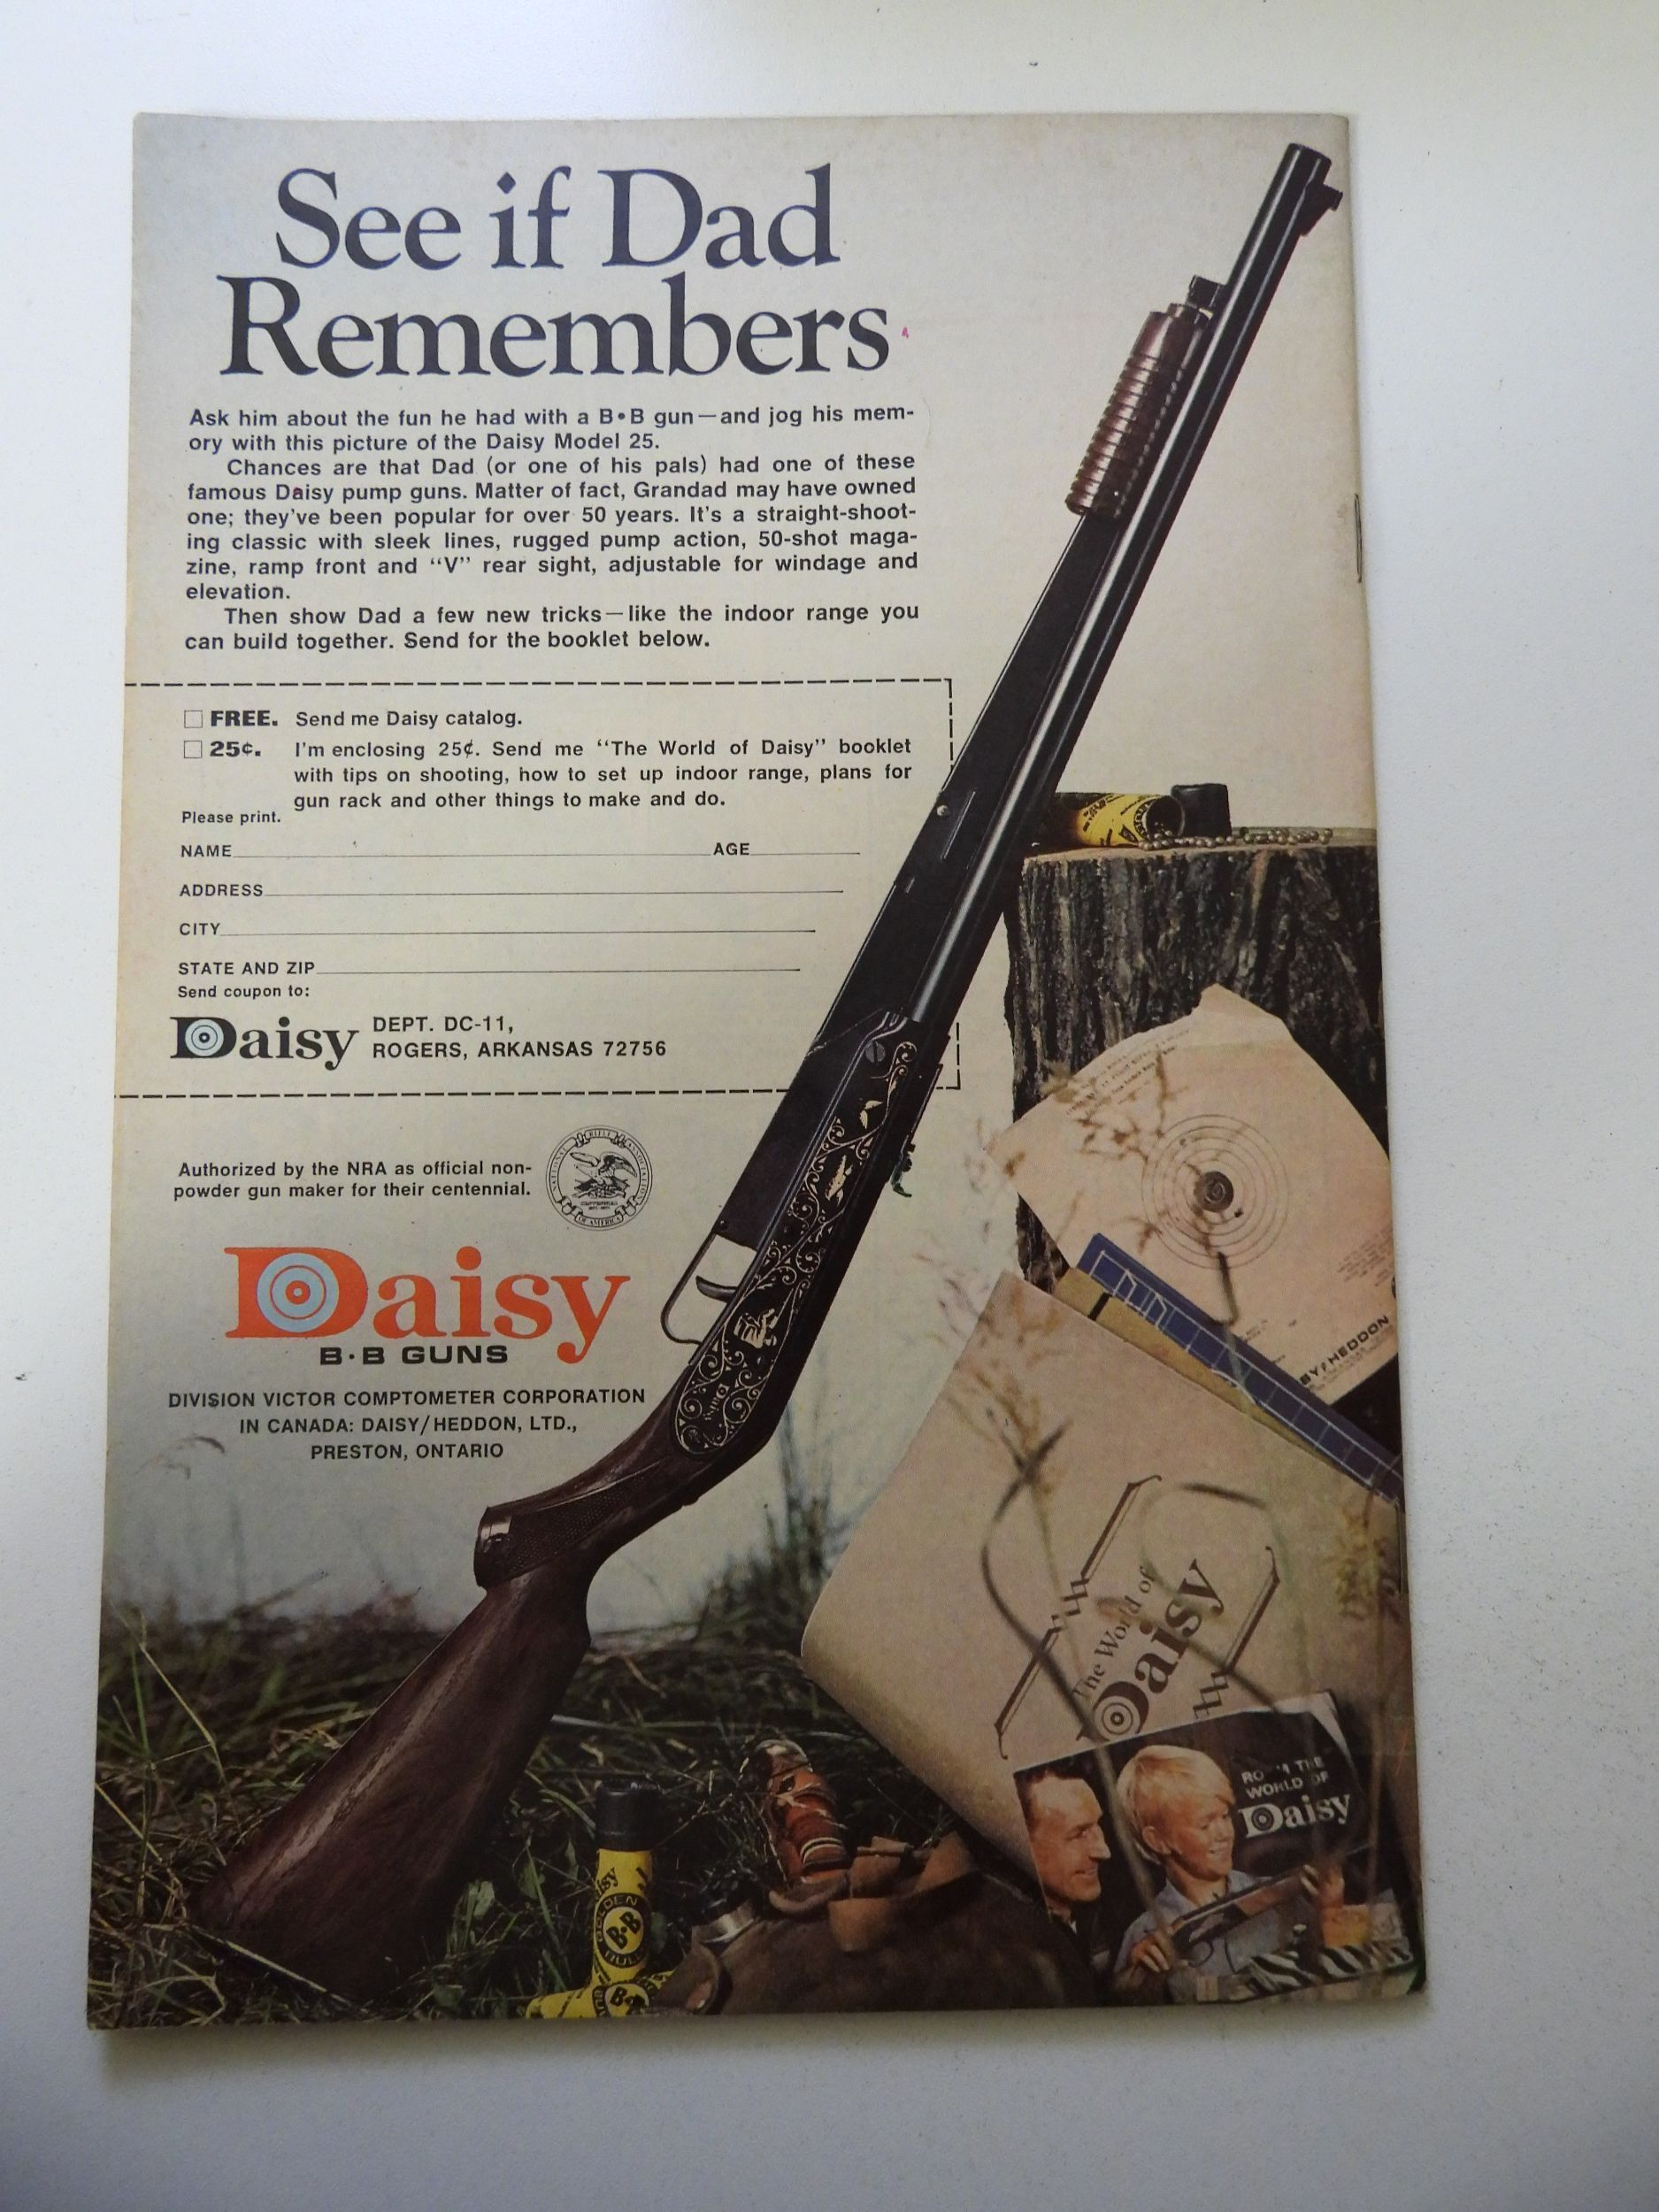 See if Dad
Remembers
Ask him about the fun he had with a B•B gun—and jog his mem-
ory with this picture of the Daisy Model 25.
Chances are that Dad (or one of his pals) had one of these
famous Daisy pump guns. Matter of fact, Grandad may have owned
one; they've been popular for over 50 years. It's a straight-shoot-
ing classic with sleek lines, rugged pump action, 50-shot maga-
zine, ramp front and “V” rear sight, adjustable for windage and
elevation.
Then show Dad a few new tricks—like the indoor range you
can build together. Send for the booklet below.
FREE. Send me Daisy catalog.
25¢. I'm enclosing 25¢. Send me “The World of Daisy” booklet
with tips on shooting, how to set up indoor range, plans for
gun rack and other things to make and do.
Please print.
NAME AGE
ADDRESS
CITY
STATE AND ZIP
Send coupon to:
Daisy DEPT. DC-11,
ROGERS, ARKANSAS 72756
Authorized by the NRA as official non-
powder gun maker for their centennial.
Daisy
B·B GUNS
DIVISION VICTOR COMPTOMETER CORPORATION
IN CANADA: DAISY/HEDDON, LTD.,
PRESTON, ONTARIO
HEDDON
The World of
Daisy
THE
WORLD OF
Daisy
Daisy
GOLDEN
B·B
B·B